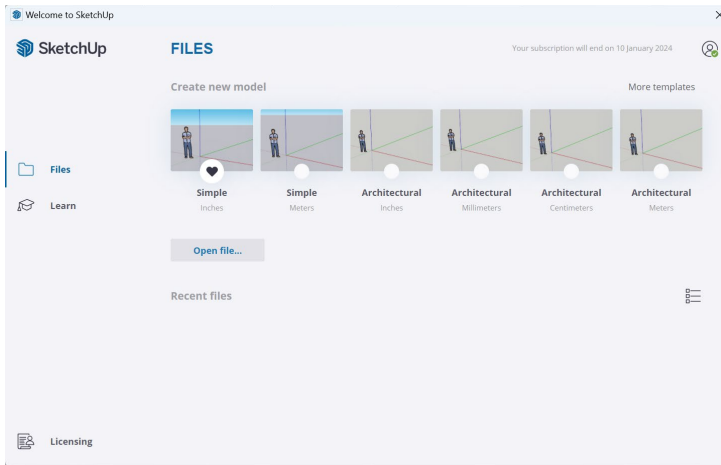 Welcome to SketchUp
SketchUp
FILES
Your subscription will end on 10 January 2024
Create new model
More templates
Files
Learn
Simple
Inches
Simple
Meters
Architectural
Inches
Architectural
Millimeters
Architectural
Centimeters
Architectural
Meters
Open file...
Recent files
Licensing